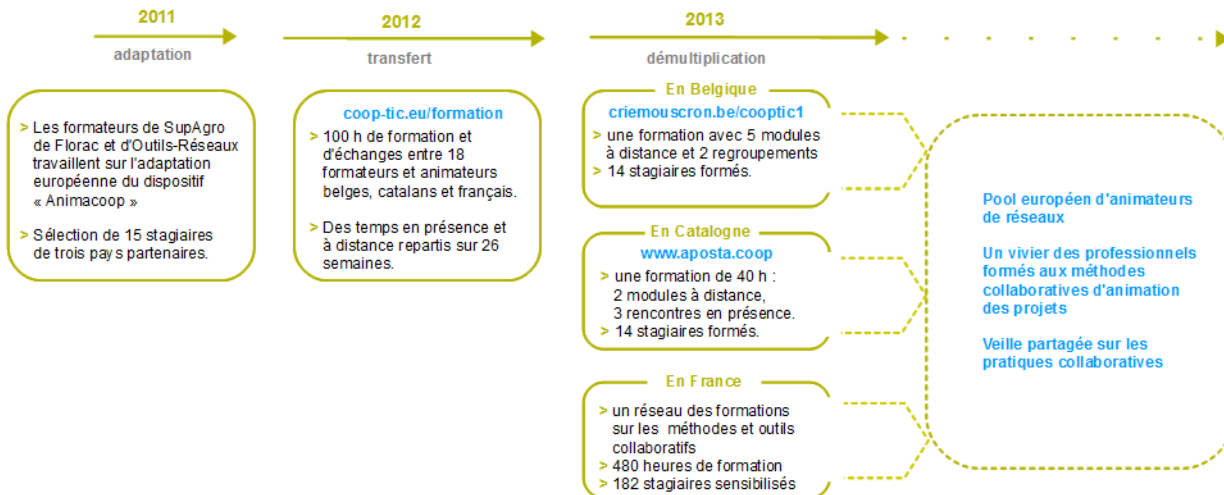 2011
adaptation
> Les formateurs de SupAgro
de Florac et d'Outils-Réseaux
travaillent sur l'adaptation
européenne du dispositif
« Animacoop »
> Sélection de 15 stagiaires
de trois pays partenaires.
2012
transfert
coop-tic.eu/formation
> 100 h de formation et
d'échanges entre 18
formateurs et animateurs
belges, catalans et français.
> Des temps en présence et
à distance repartis sur 26
semaines.
2013
démultiplication
En Belgique
criemouscron.be/cooptic1
> une formation avec 5 modules
à distance et 2 regroupements
> 14 stagiaires formés.
En Catalogne
www.aposta.coop
> une formation de 40 h :
2 modules à distance,
3 rencontres en présence.
> 14 stagiaires formés.
En France
> un réseau des formations
sur les méthodes et outils
collaboratifs
> 480 heures de formation
> 182 stagiaires sensibilisés
Pool européen d'animateurs
de réseaux
Un vivier des professionnels
formés aux méthodes
collaboratives d'animation
des projets
Veille partagée sur les
pratiques collaboratives